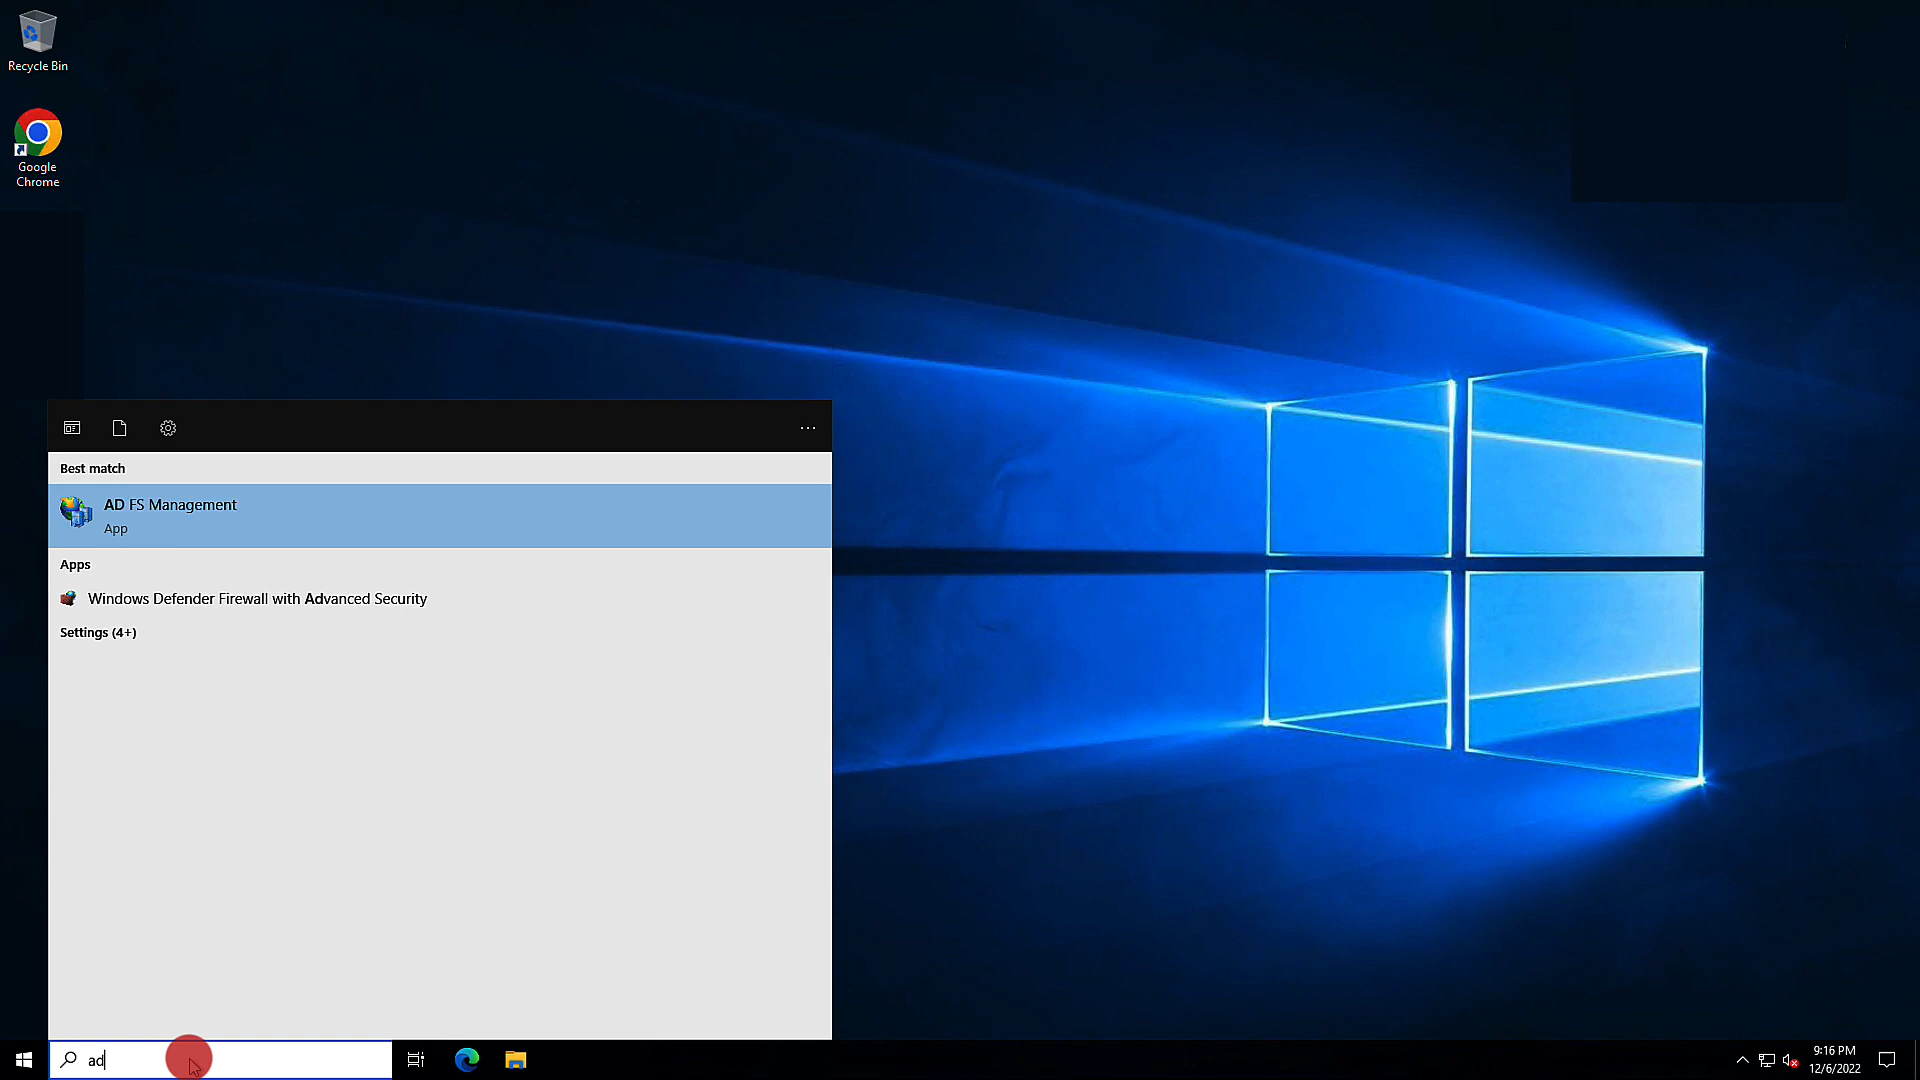 Recycle Bin
Google
Chrome
Best match
AD FS Management
App
Apps
Windows Defender Firewall with Advanced Security
Settings (4+)
ad
9:16 PM
12/6/2022